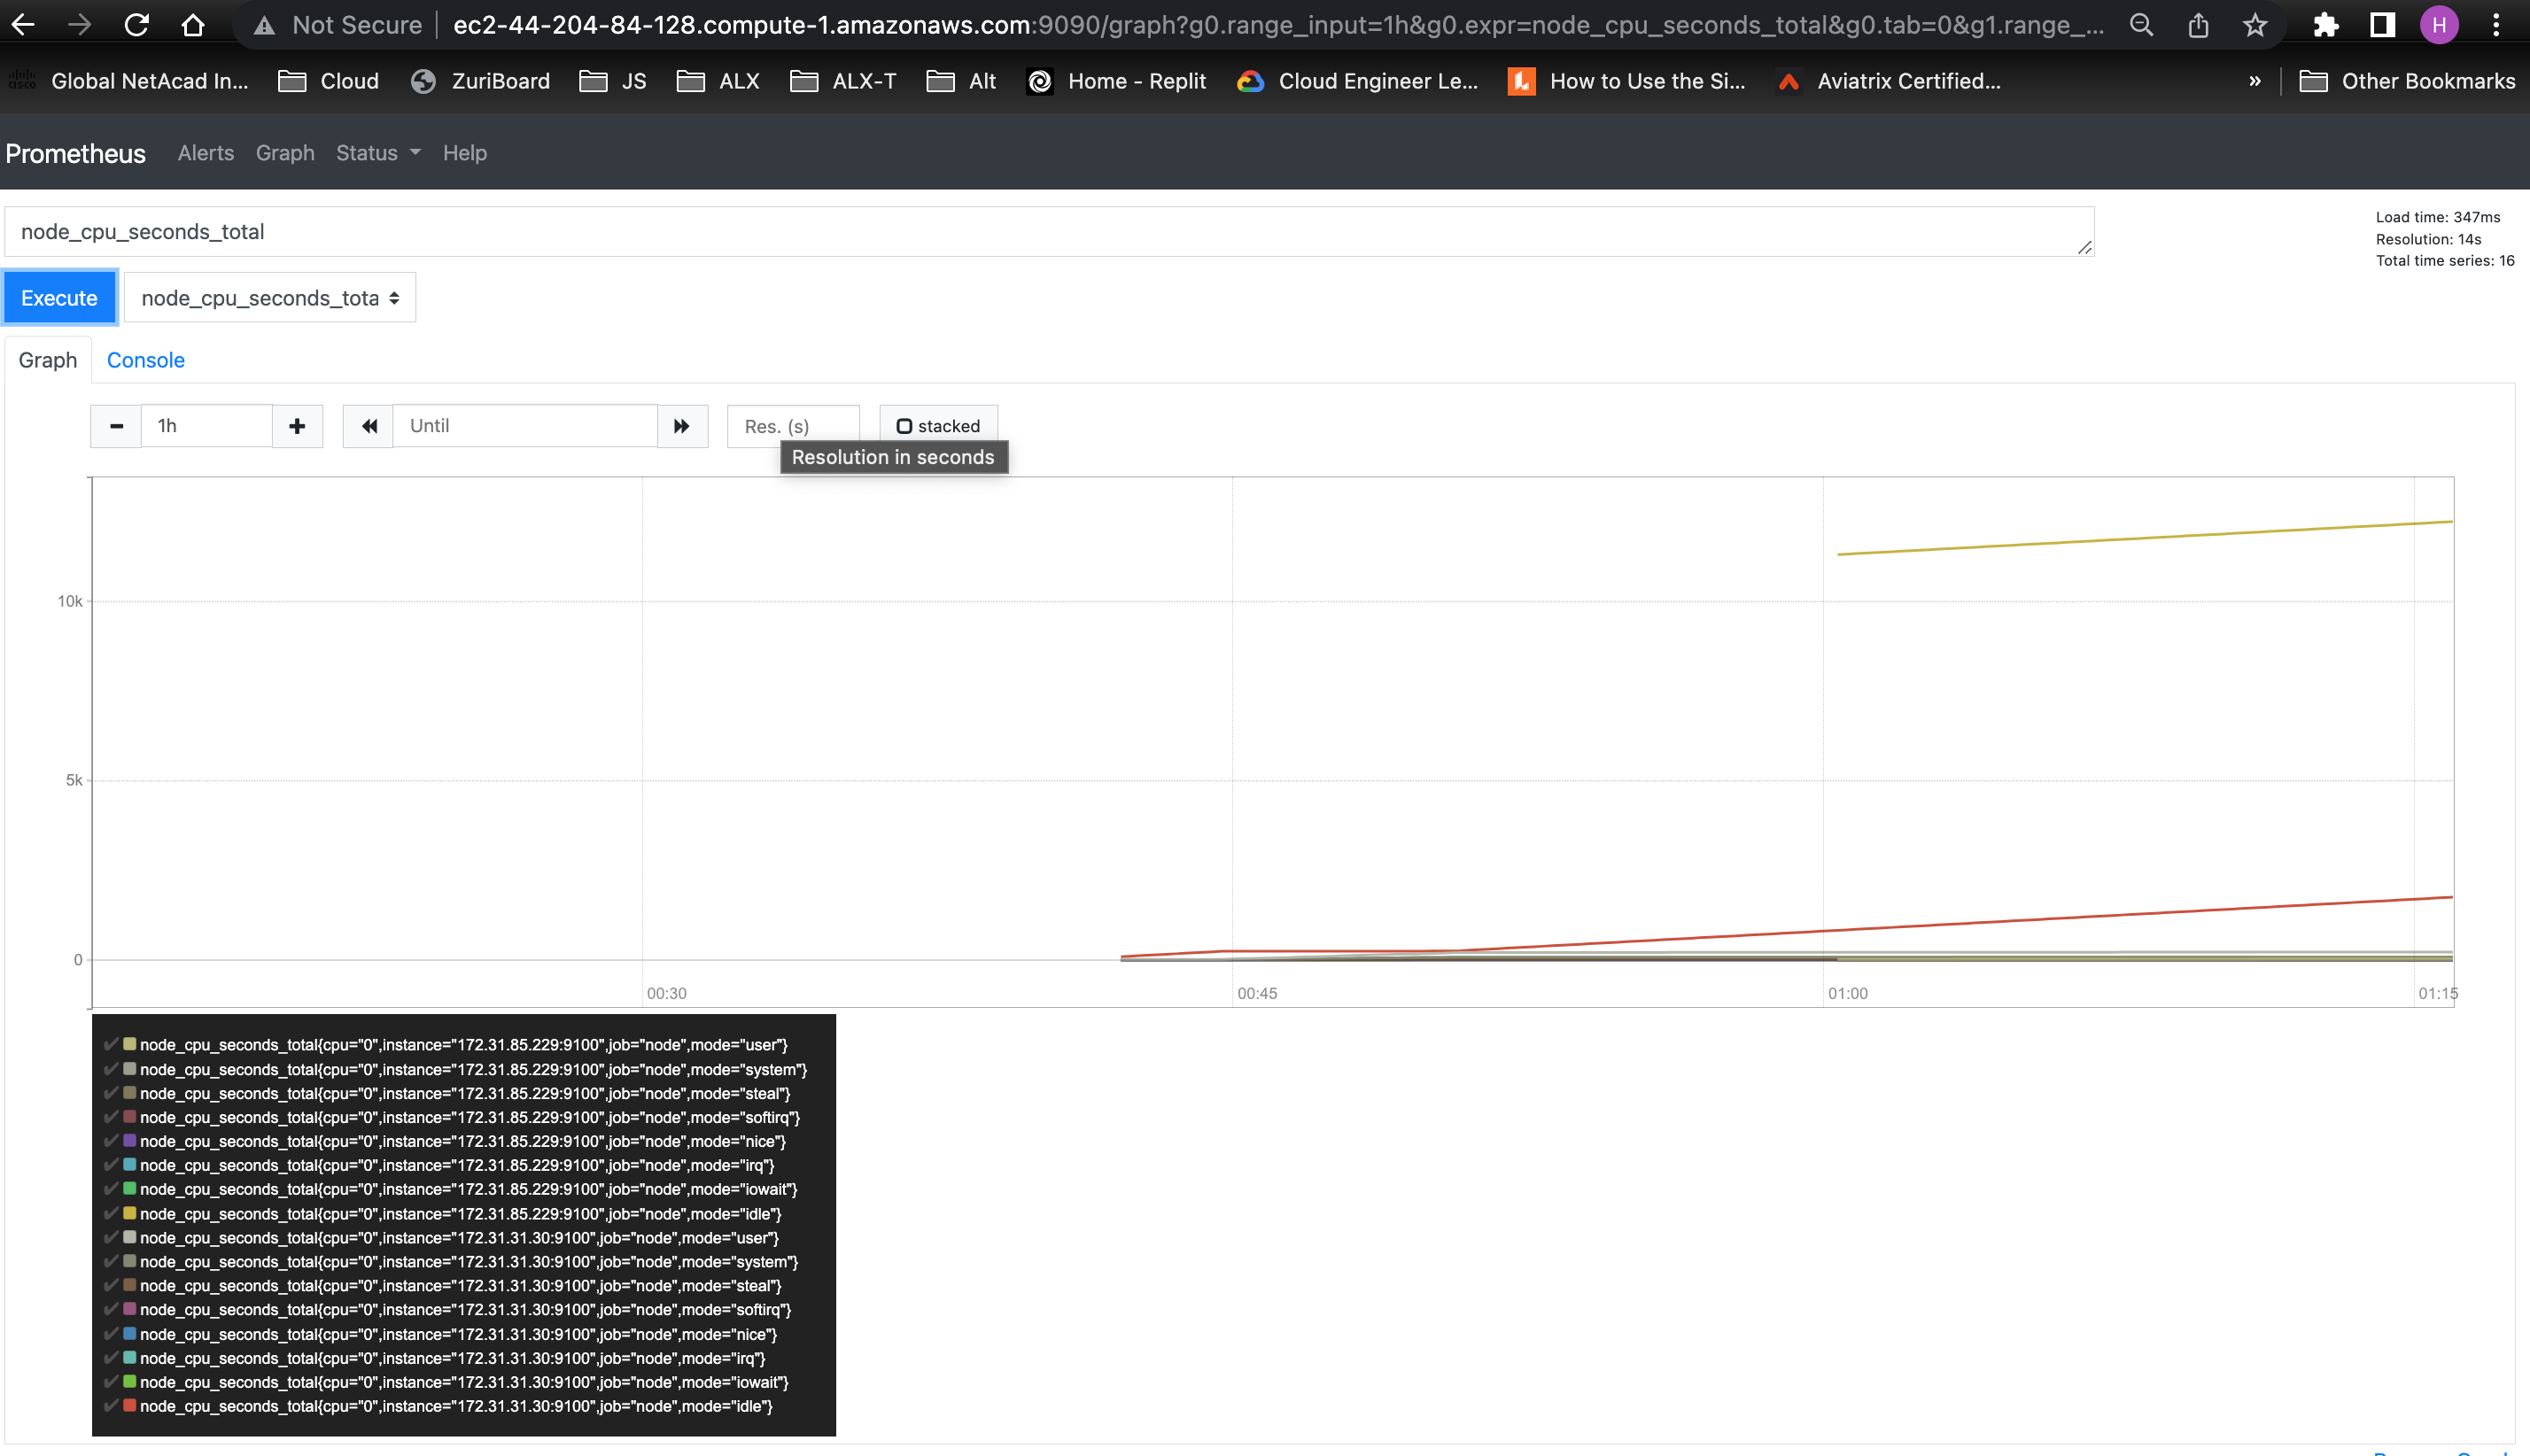 Not Secure ec2-44-204-84-128.compute-1.amazonaws.com:9090/graph?g0.range_input=1h&g0.expr=node_cpu_seconds_total&g0.tab=0&g1.range_... H
cisco Global NetAcad In... Cloud ZuriBoard JS ALX ALX-T Alt Home - Replit Cloud Engineer Le... How to Use the Si... Aviatrix Certified... » Other Bookmarks
Prometheus Alerts Graph Status Help
node_cpu_seconds_total
Load time: 347ms
Resolution: 14s
Total time series: 16
Execute node_cpu_seconds_tota
Graph Console
1h Until Res. (s) stacked
Resolution in seconds
10k
5k
0
00:30 00:45 01:00 01:15
node_cpu_seconds_total{cpu="0",instance="172.31.85.229:9100",job="node",mode="user"}
node_cpu_seconds_total{cpu="0",instance="172.31.85.229:9100",job="node",mode="system"}
node_cpu_seconds_total{cpu="0",instance="172.31.85.229:9100",job="node",mode="steal"}
node_cpu_seconds_total{cpu="0",instance="172.31.85.229:9100",job="node",mode="softirq"}
node_cpu_seconds_total{cpu="0",instance="172.31.85.229:9100",job="node",mode="nice"}
node_cpu_seconds_total{cpu="0",instance="172.31.85.229:9100",job="node",mode="irq"}
node_cpu_seconds_total{cpu="0",instance="172.31.85.229:9100",job="node",mode="iowait"}
node_cpu_seconds_total{cpu="0",instance="172.31.85.229:9100",job="node",mode="idle"}
node_cpu_seconds_total{cpu="0",instance="172.31.31.30:9100",job="node",mode="user"}
node_cpu_seconds_total{cpu="0",instance="172.31.31.30:9100",job="node",mode="system"}
node_cpu_seconds_total{cpu="0",instance="172.31.31.30:9100",job="node",mode="steal"}
node_cpu_seconds_total{cpu="0",instance="172.31.31.30:9100",job="node",mode="softirq"}
node_cpu_seconds_total{cpu="0",instance="172.31.31.30:9100",job="node",mode="nice"}
node_cpu_seconds_total{cpu="0",instance="172.31.31.30:9100",job="node",mode="irq"}
node_cpu_seconds_total{cpu="0",instance="172.31.31.30:9100",job="node",mode="iowait"}
node_cpu_seconds_total{cpu="0",instance="172.31.31.30:9100",job="node",mode="idle"}